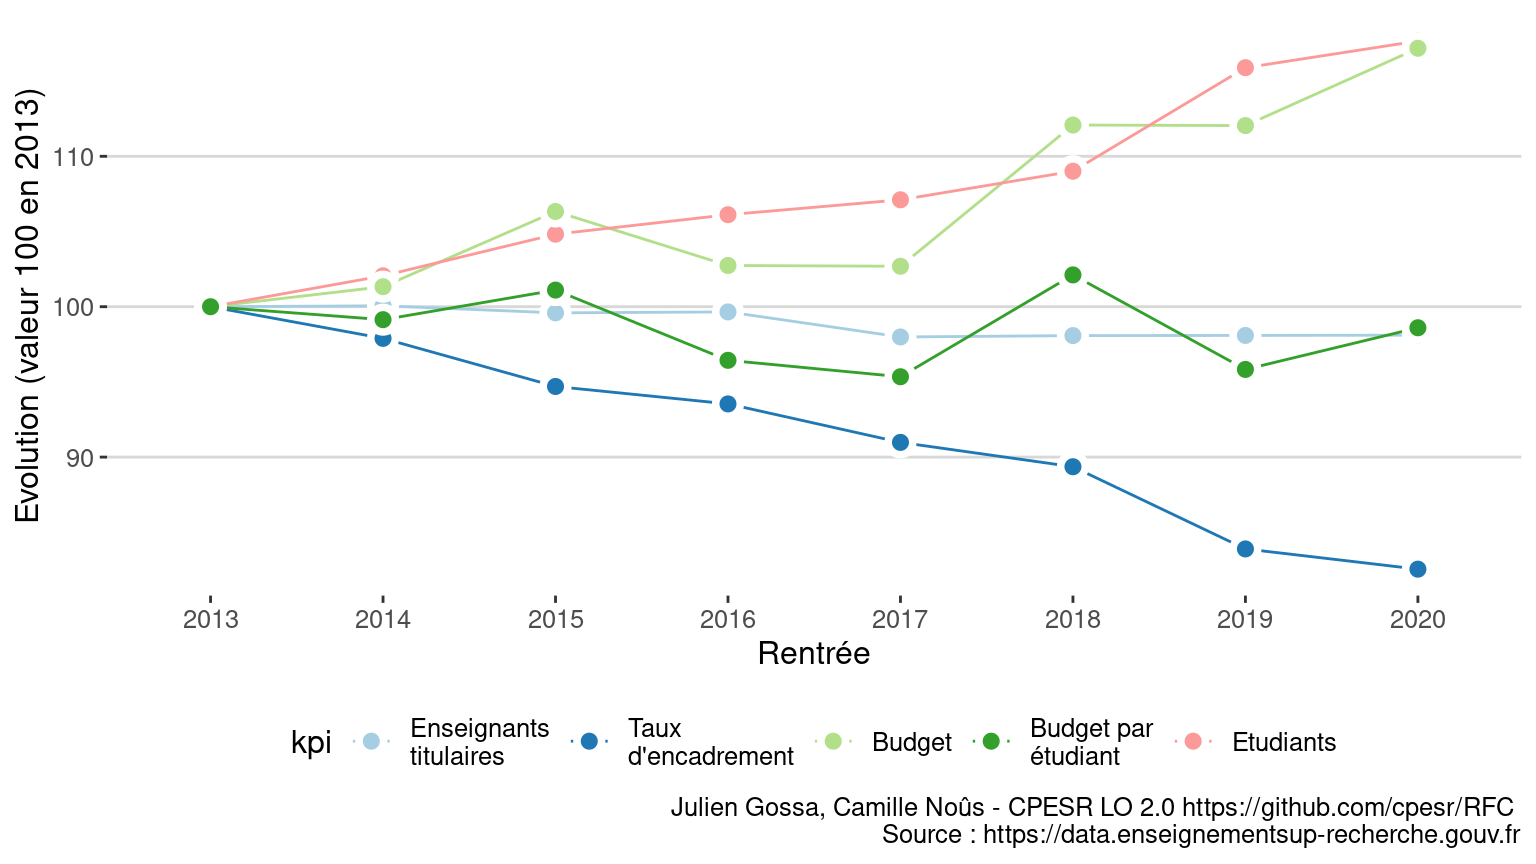 Evolution (valeur 100 en 2013)
110
100
90
2013 2014 2015 2016 2017 2018 2019 2020
Rentrée
kpi
Enseignants
titulaires
Taux
d'encadrement
Budget
Budget par
étudiant
Etudiants
Julien Gossa, Camille Noûs - CPESR LO 2.0 https://github.com/cpesr/RFC
Source : https://data.enseignementsup-recherche.gouv.fr